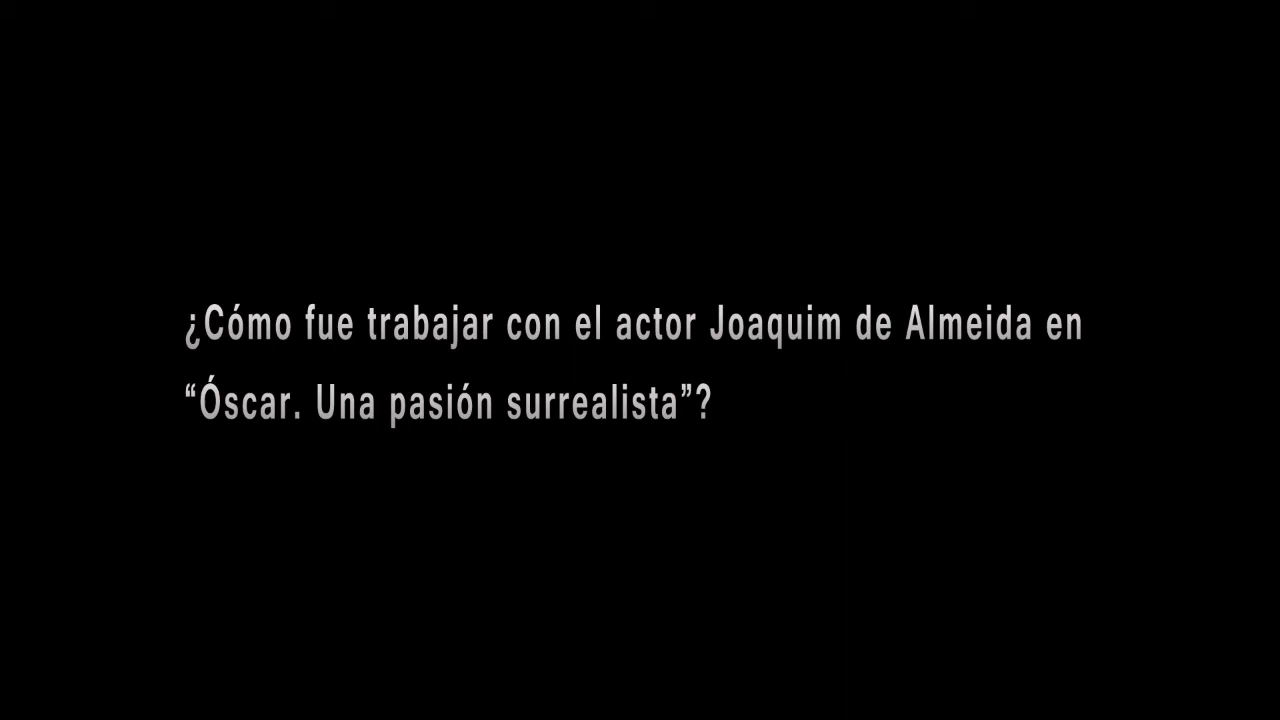 ¿Cómo fue trabajar con el actor Joaquim de Almeida en
“Óscar. Una pasión surrealista”?